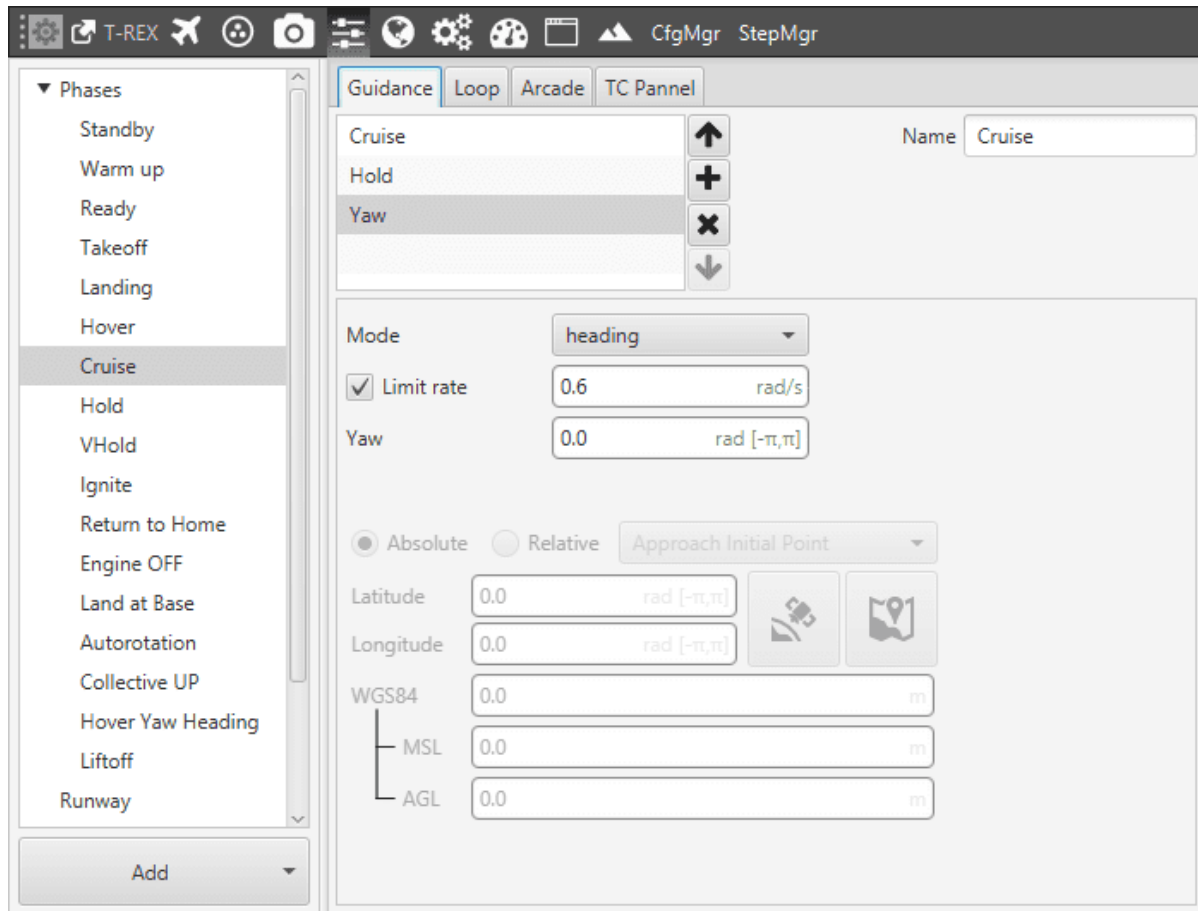 T-REX CfgMgr StepMgr
Phases
Standby
Warm up
Ready
Takeoff
Landing
Hover
Cruise
Hold
VHold
Ignite
Return to Home
Engine OFF
Land at Base
Autorotation
Collective UP
Hover Yaw Heading
Liftoff
Runway
Add
Guidance Loop Arcade TC Pannel
Cruise
Hold
Yaw
Name Cruise
Mode heading
Limit rate 0.6 rad/s
Yaw 0.0 rad [-π,π]
Absolute Relative Approach Initial Point
Latitude 0.0 rad [-π,π]
Longitude 0.0 rad [-π,π]
WGS84 0.0 m
MSL 0.0 m
AGL 0.0 m